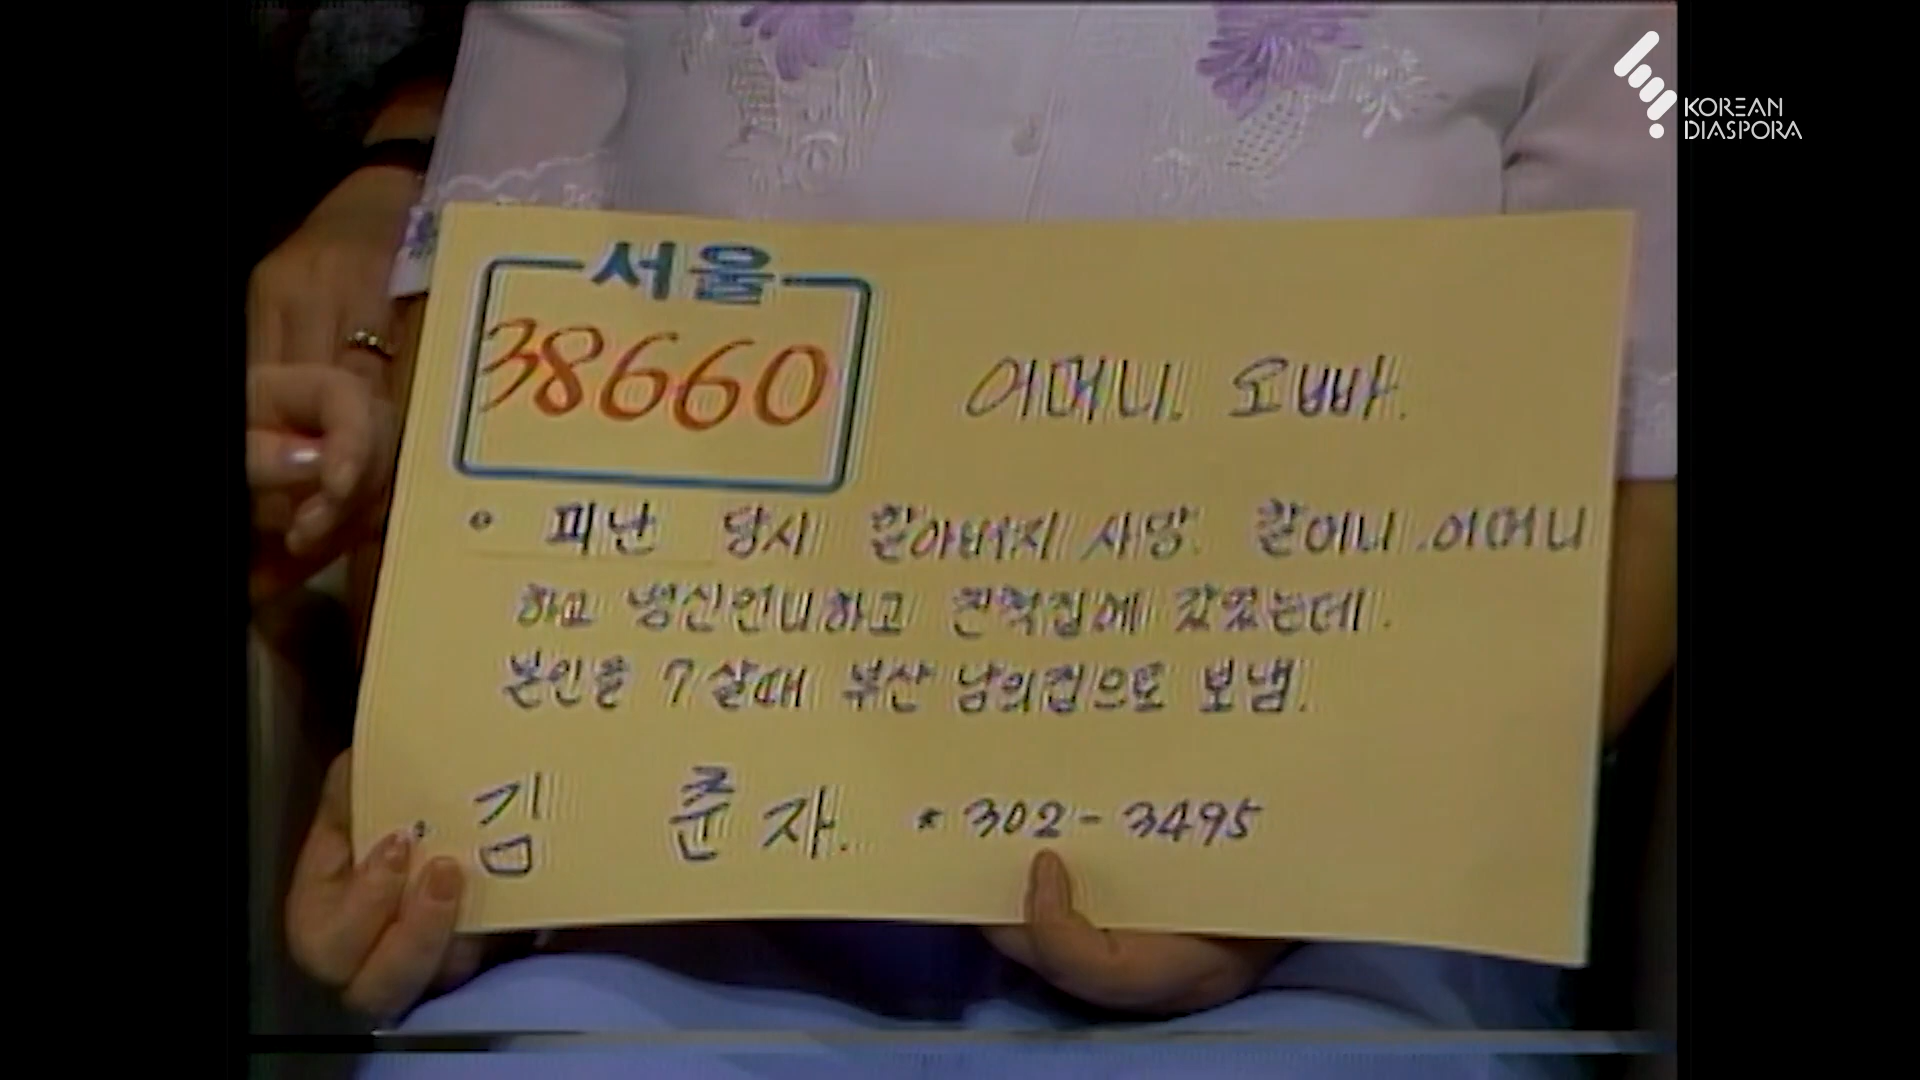 KOREAN
DIASPORA
서울
38660
어머니. 오빠.
피난 당시 할아버지 사망. 할머니. 어머니
하고 병신언니하고 친척집에 갔었는데.
본인을 7살때 부산 남의집으로 보냄.
김 춘자. * 302-3495